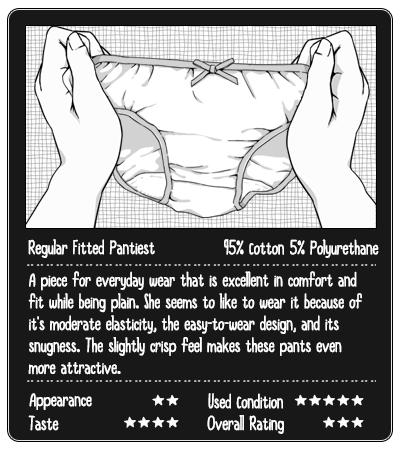 Regular Fitted Pantiest 95% Cotton 5% Polyurethane
A piece for everyday wear that is excellent in comfort and
fit while being plain. She seems to like to wear it because of
it's moderate elasticity, the easy-to-wear design, and its
snugness. The slightly crisp feel makes these pants even
more attractive.
Appearance ★★ Used Condition ★★★★★
Taste ★★★★ Overall Rating ★★★